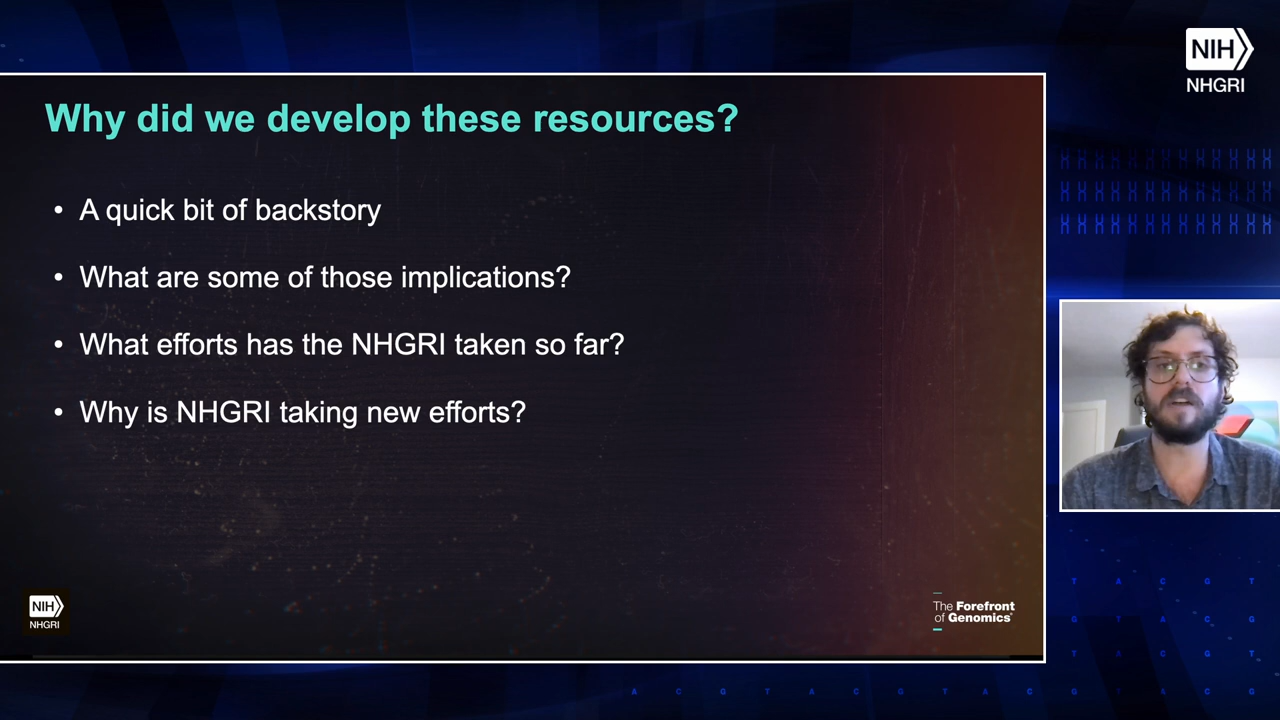 NIH
NHGRI
Why did we develop these resources?
• A quick bit of backstory
• What are some of those implications?
• What efforts has the NHGRI taken so far?
• Why is NHGRI taking new efforts?
NIH
NHGRI
The Forefront
of Genomics®
T A C G T
G T A C G
T A C G T
A C G T A C G T A C G T A C G